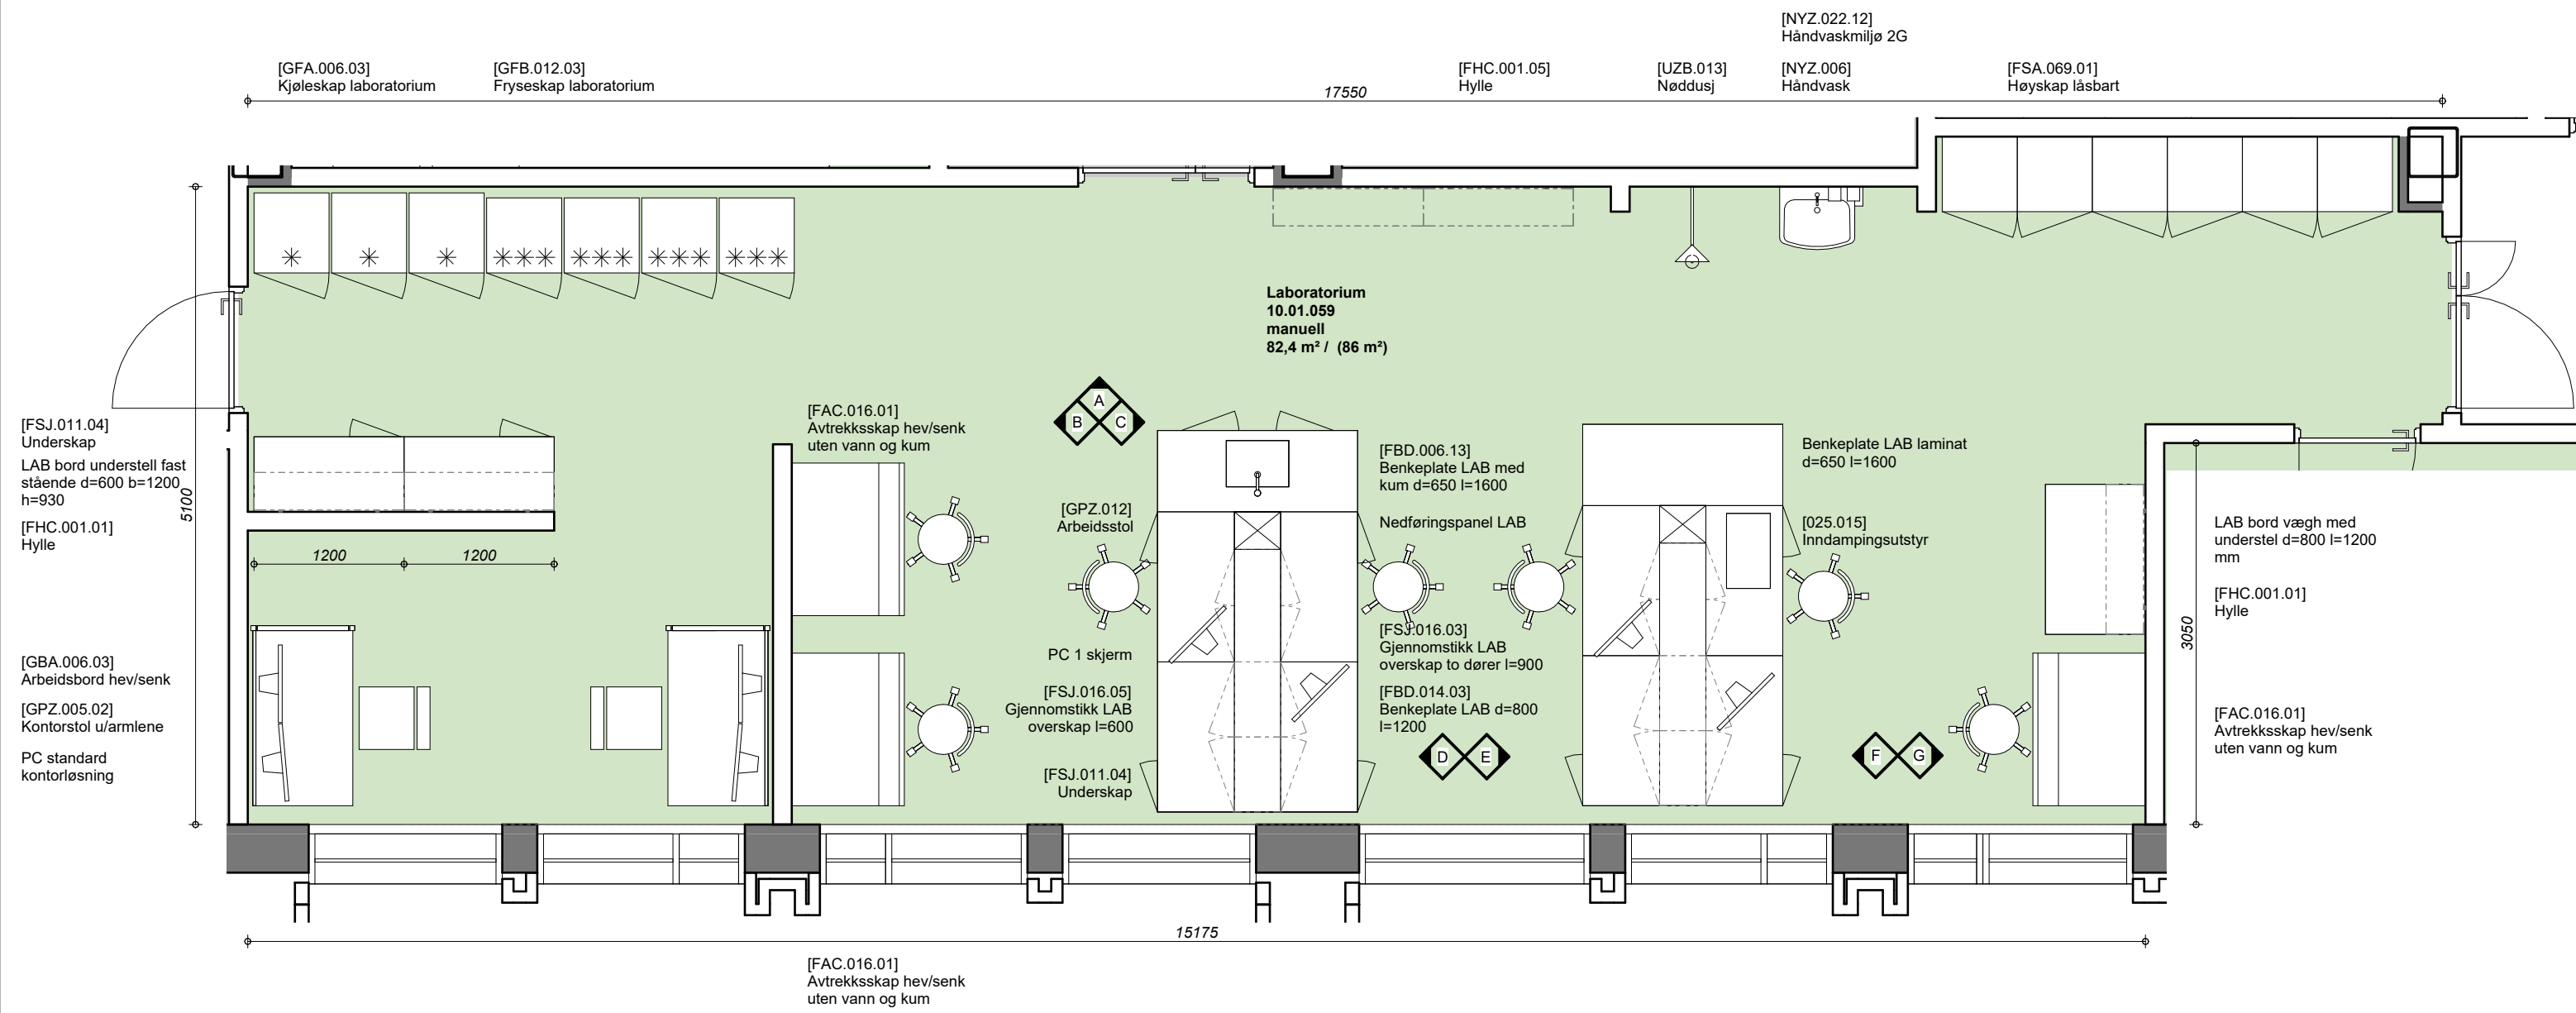 [NYZ.022.12]
Håndvaskmiljø 2G
[GFA.006.03]
Kjøleskap laboratorium
[GFB.012.03]
Fryseskap laboratorium
[FHC.001.05]
Hylle
[UZB.013]
Nøddusj
[NYZ.006]
Håndvask
[FSA.069.01]
Høyskap låsbart
17550
Laboratorium
10.01.059
manuell
82,4 m² / (86 m²)
A
B
C
[FSJ.011.04]
Underskap
LAB bord understell fast
stående d=600 b=1200
h=930
[FHC.001.01]
Hylle
5100
1200
1200
[GBA.006.03]
Arbeidsbord hev/senk
[GPZ.005.02]
Kontorstol u/armlene
PC standard
kontorløsning
[FAC.016.01]
Avtrekksskap hev/senk
uten vann og kum
[GPZ.012]
Arbeidsstol
PC 1 skjerm
[FSJ.016.05]
Gjennomstikk LAB
overskap l=600
[FSJ.011.04]
Underskap
[FBD.006.13]
Benkeplate LAB med
kum d=650 l=1600
Nedføringspanel LAB
[FSJ.016.03]
Gjennomstikk LAB
overskap to dører l=900
[FBD.014.03]
Benkeplate LAB d=800
l=1200
D
E
Benkeplate LAB laminat
d=650 l=1600
[025.015]
Inndampingsutstyr
F
G
LAB bord vægh med
understel d=800 l=1200
mm
[FHC.001.01]
Hylle
3050
[FAC.016.01]
Avtrekksskap hev/senk
uten vann og kum
15175
[FAC.016.01]
Avtrekksskap hev/senk
uten vann og kum